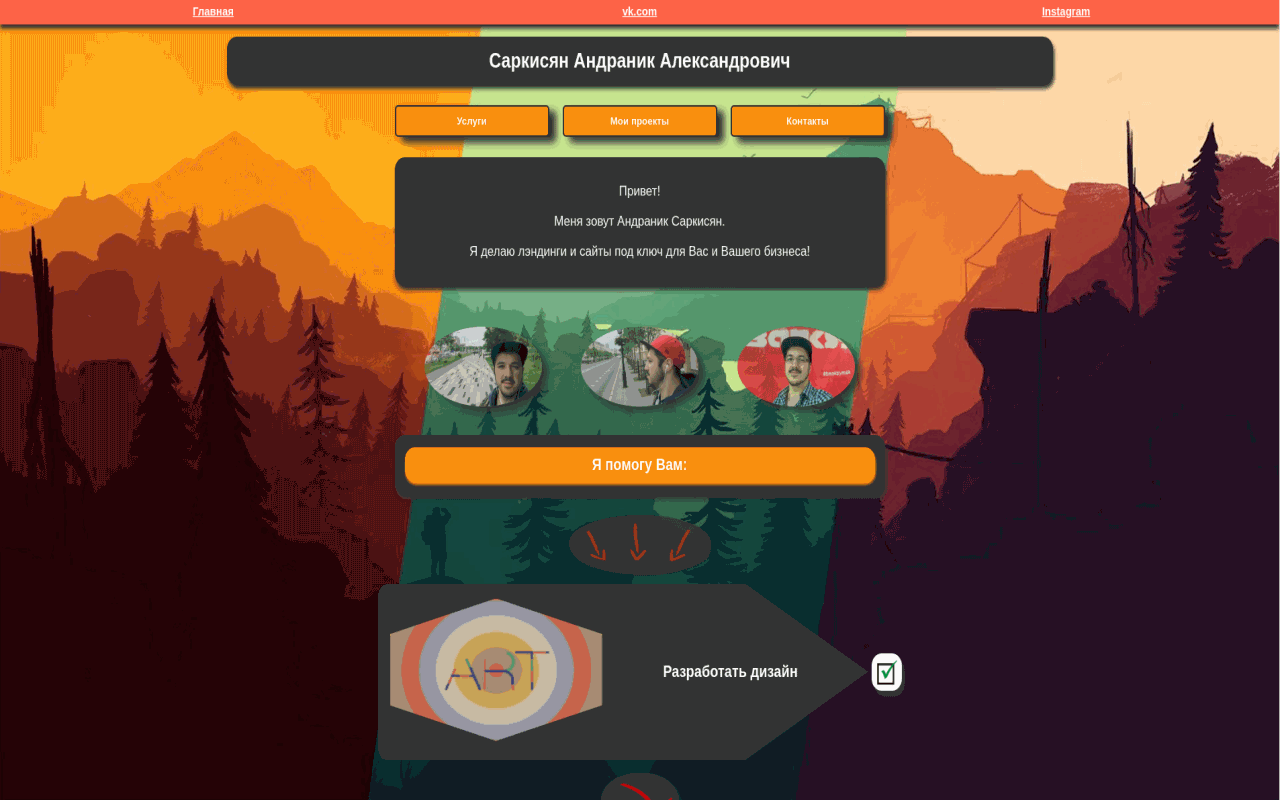 Главная vk.com Instagram
Саркисян Андраник Александрович
Услуги Мои проекты Контакты
Привет!
Меня зовут Андраник Саркисян.
Я делаю лэндинги и сайты под ключ для Вас и Вашего бизнеса!
Я помогу Вам:
ART
Разработать дизайн